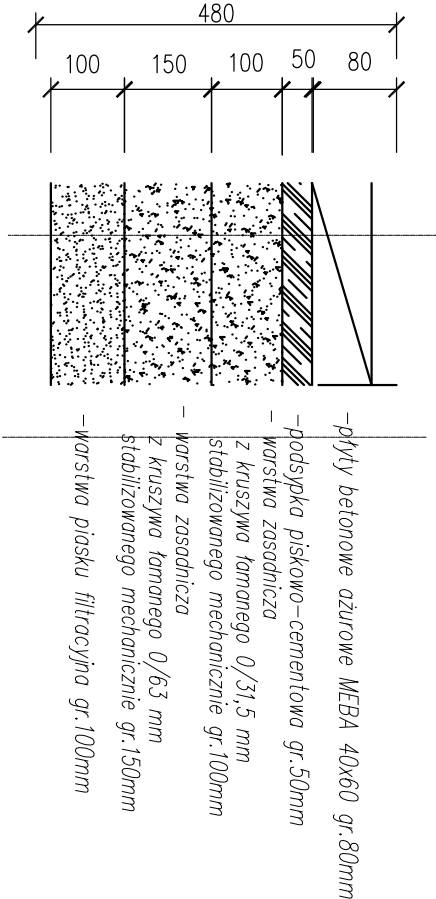 480
100 150 100 50 80
-płyty betonowe ażurowe MEBA 40x60 gr.80mm
-podsypka piskowo-cementowa gr.50mm
- warstwa zasadnicza
z kruszywa łamanego 0/31,5 mm
stabilizowanego mechanicznie gr.100mm
- warstwa zasadnicza
z kruszywa łamanego 0/63 mm
stabilizowanego mechanicznie gr.150mm
-warstwa piasku filtracyjna gr.100mm